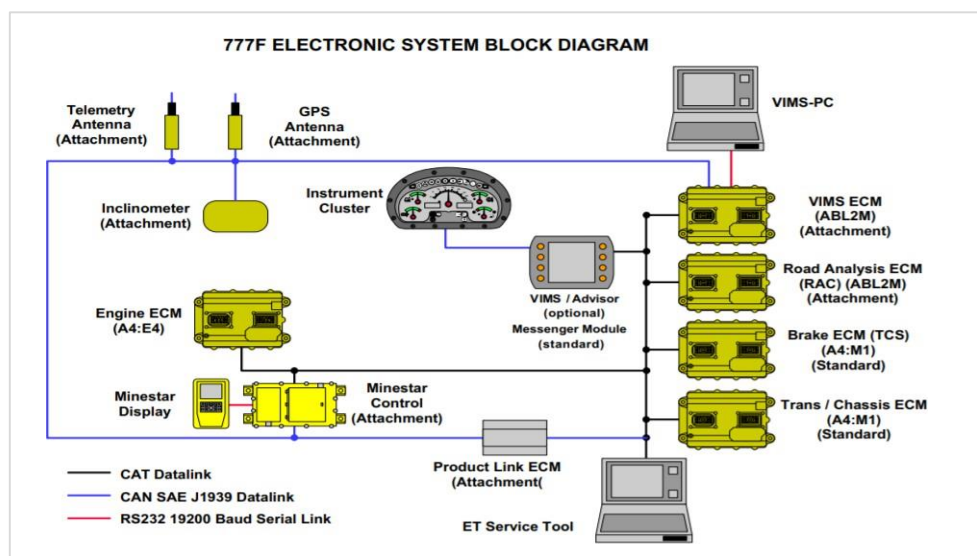 777F ELECTRONIC SYSTEM BLOCK DIAGRAM
Telemetry
Antenna
(Attachment)
GPS
Antenna
(Attachment)
VIMS-PC
Inclinometer
(Attachment)
Instrument
Cluster
VIMS ECM
(ABL2M)
(Attachment)
Road Analysis ECM
(RAC) (ABL2M)
(Attachment)
VIMS / Advisor
(optional)
Messenger Module
(standard)
Engine ECM
(A4:E4)
Brake ECM (TCS)
(A4:M1)
(Standard)
Minestar
Display
Minestar
Control
(Attachment)
Trans / Chassis ECM
(A4:M1)
(Standard)
Product Link ECM
(Attachment(
CAT Datalink
CAN SAE J1939 Datalink
RS232 19200 Baud Serial Link
ET Service Tool